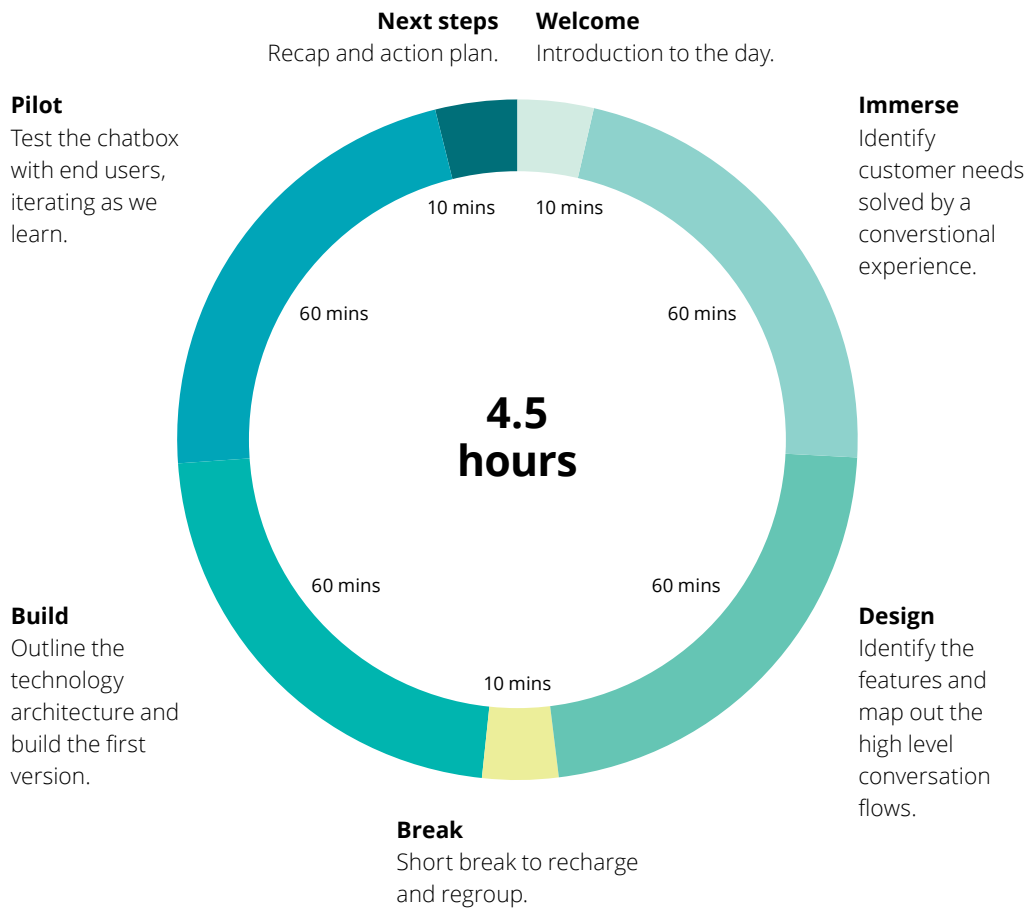 Next steps
Recap and action plan.
Welcome
Introduction to the day.
Pilot
Test the chatbox
with end users,
iterating as we
learn.
Immerse
Identify
customer needs
solved by a
converstional
experience.
10 mins
10 mins
60 mins
60 mins
4.5
hours
60 mins
60 mins
10 mins
Build
Outline the
technology
architecture and
build the first
version.
Design
Identify the
features and
map out the
high level
conversation
flows.
Break
Short break to recharge
and regroup.